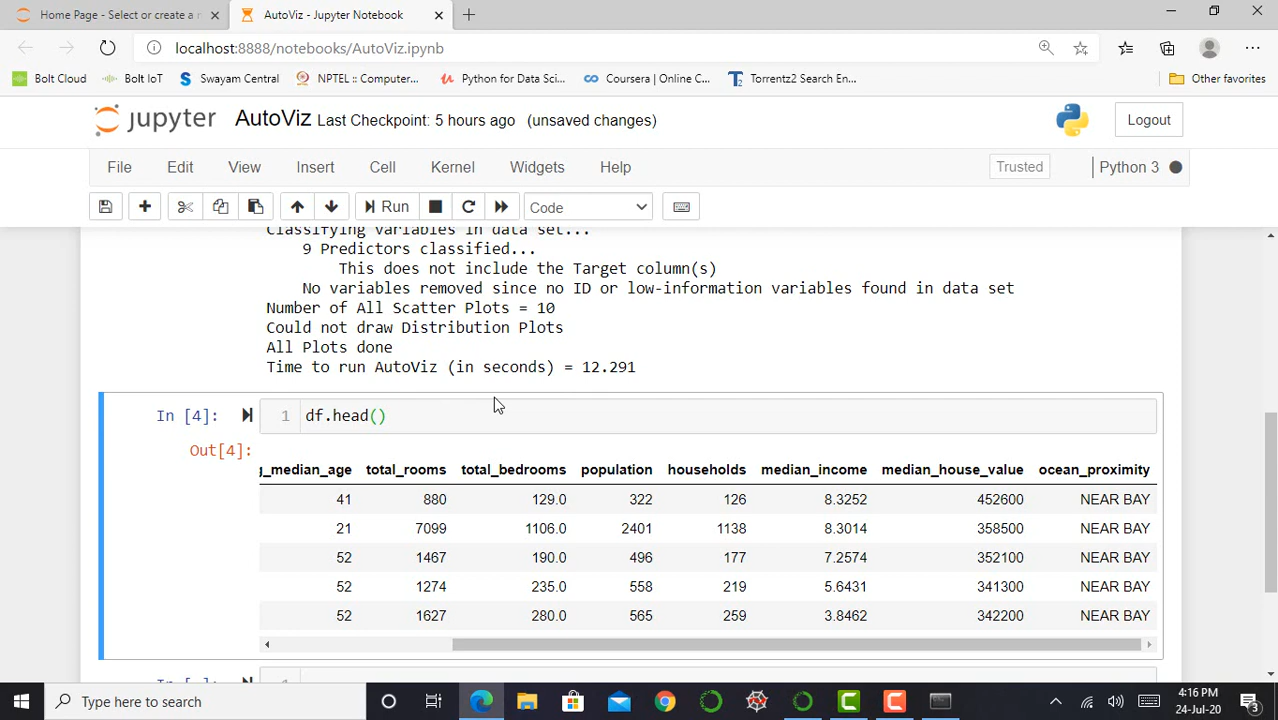 Home Page - Select or create a n
AutoViz - Jupyter Notebook
localhost:8888/notebooks/AutoViz.ipynb
Bolt Cloud
Bolt IoT
Swayam Central
NPTEL :: Computer...
Python for Data Sci...
Coursera | Online C...
Torrentz2 Search En...
Other favorites
jupyter AutoViz Last Checkpoint: 5 hours ago (unsaved changes)
Logout
File Edit View Insert Cell Kernel Widgets Help
Trusted
Python 3
Run
Code
Classifying variables in data set...
9 Predictors classified...
This does not include the Target column(s)
No variables removed since no ID or low-information variables found in data set
Number of All Scatter Plots = 10
Could not draw Distribution Plots
All Plots done
Time to run AutoViz (in seconds) = 12.291
In [4]: 1 df.head()
Out[4]:
g_median_age total_rooms total_bedrooms population households median_income median_house_value ocean_proximity
41 880 129.0 322 126 8.3252 452600 NEAR BAY
21 7099 1106.0 2401 1138 8.3014 358500 NEAR BAY
52 1467 190.0 496 177 7.2574 352100 NEAR BAY
52 1274 235.0 558 219 5.6431 341300 NEAR BAY
52 1627 280.0 565 259 3.8462 342200 NEAR BAY
Type here to search
4:16 PM
24-Jul-20
3